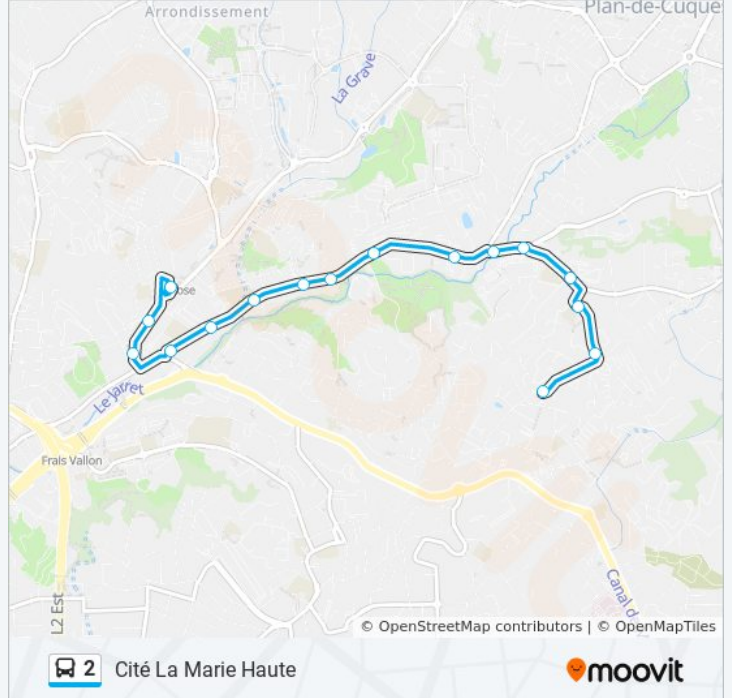 Arrondissement
Plan-de-Cuque
La Grave
ose
Le Jarret
Frais Vallon
L2 Est
Canal d
© OpenStreetMap contributors | © OpenMapTiles
2 Cité La Marie Haute
moovit